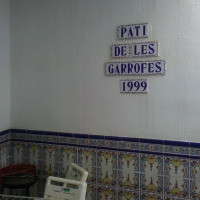 PATI
DE LES
GARROFES
1999